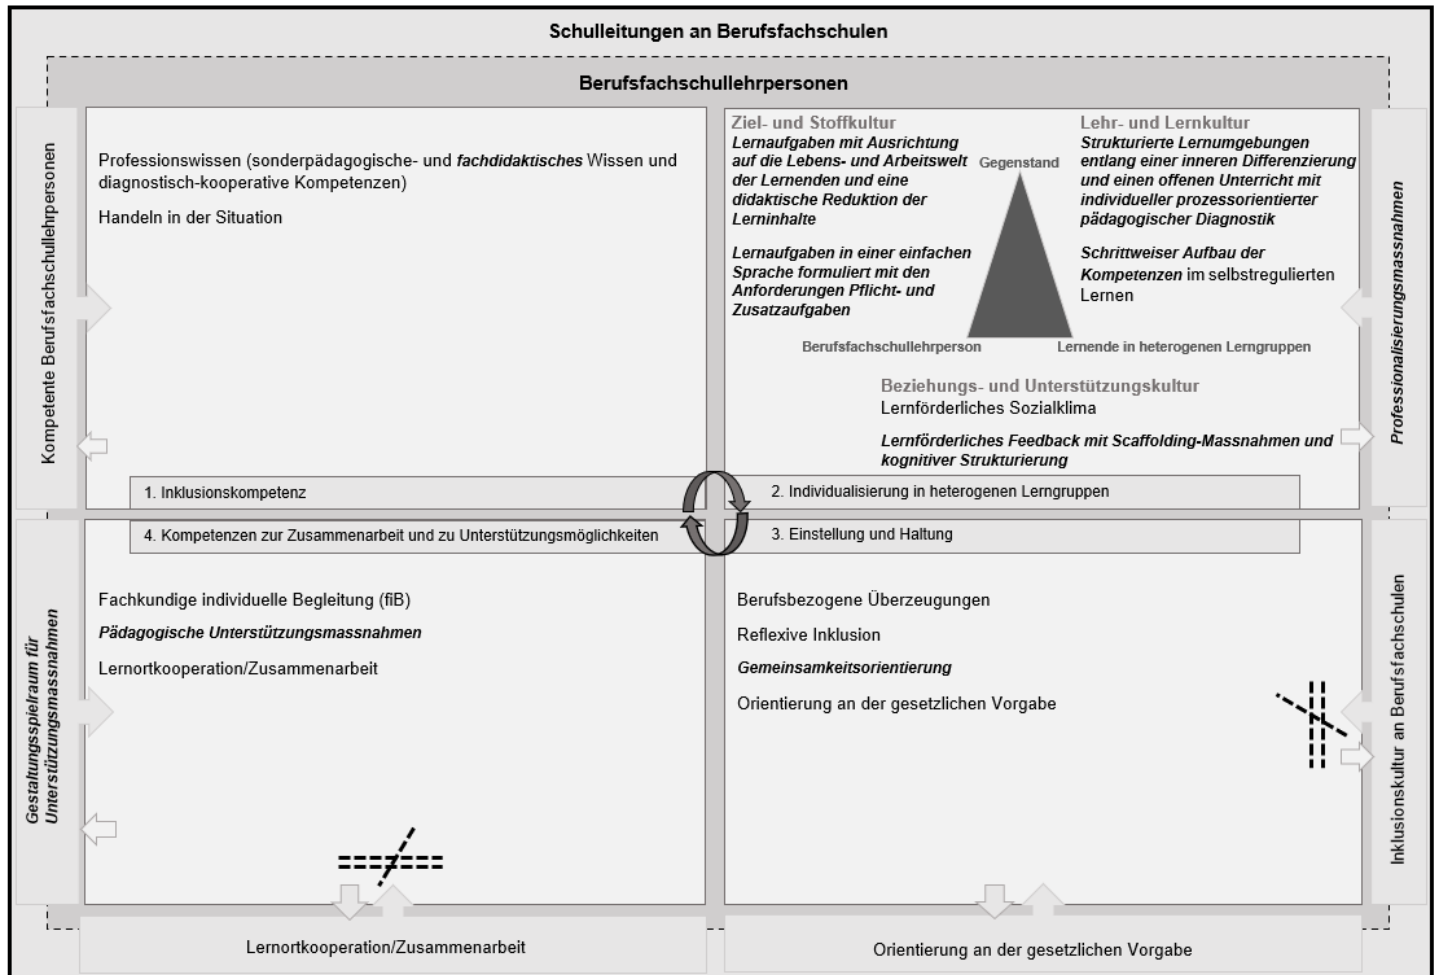 Schulleitungen an Berufsfachschulen
Berufsfachschullehrpersonen
Kompetente Berufsfachschullehrpersonen
Professionswissen (sonderpädagogische- und fachdidaktisches Wissen und
diagnostisch-kooperative Kompetenzen)
Handeln in der Situation
1. Inklusionskompetenz
Ziel- und Stoffkultur
Lernaufgaben mit Ausrichtung
auf die Lebens- und Arbeitswelt
der Lernenden und eine
didaktische Reduktion der
Lerninhalte
Lernaufgaben in einer einfachen
Sprache formuliert mit den
Anforderungen Pflicht- und
Zusatzaufgaben
Gegenstand
Lehr- und Lernkultur
Strukturierte Lernumgebungen
entlang einer inneren Differenzierung
und einen offenen Unterricht mit
individueller prozessorientierter
pädagogischer Diagnostik
Schrittweiser Aufbau der
Kompetenzen im selbstregulierten
Lernen
Berufsfachschullehrperson
Lernende in heterogenen Lerngruppen
Beziehungs- und Unterstützungskultur
Lernförderliches Sozialklima
Lernförderliches Feedback mit Scaffolding-Massnahmen und
kognitiver Strukturierung
2. Individualisierung in heterogenen Lerngruppen
Professionalisierungsmassnahmen
Gestaltungsspielraum für
Unterstützungsmassnahmen
4. Kompetenzen zur Zusammenarbeit und zu Unterstützungsmöglichkeiten
Fachkundige individuelle Begleitung (fiB)
Pädagogische Unterstützungsmassnahmen
Lernortkooperation/Zusammenarbeit
3. Einstellung und Haltung
Berufsbezogene Überzeugungen
Reflexive Inklusion
Gemeinsamkeitsorientierung
Orientierung an der gesetzlichen Vorgabe
Inklusionskultur an Berufsfachschulen
Lernortkooperation/Zusammenarbeit
Orientierung an der gesetzlichen Vorgabe